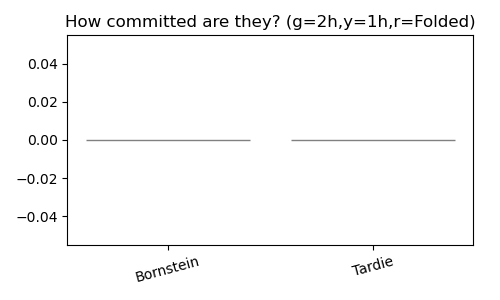 How committed are they? (g=2h,y=1h,r=Folded)
0.04
0.02
0.00
−0.02
−0.04
Bornstein
Tardie